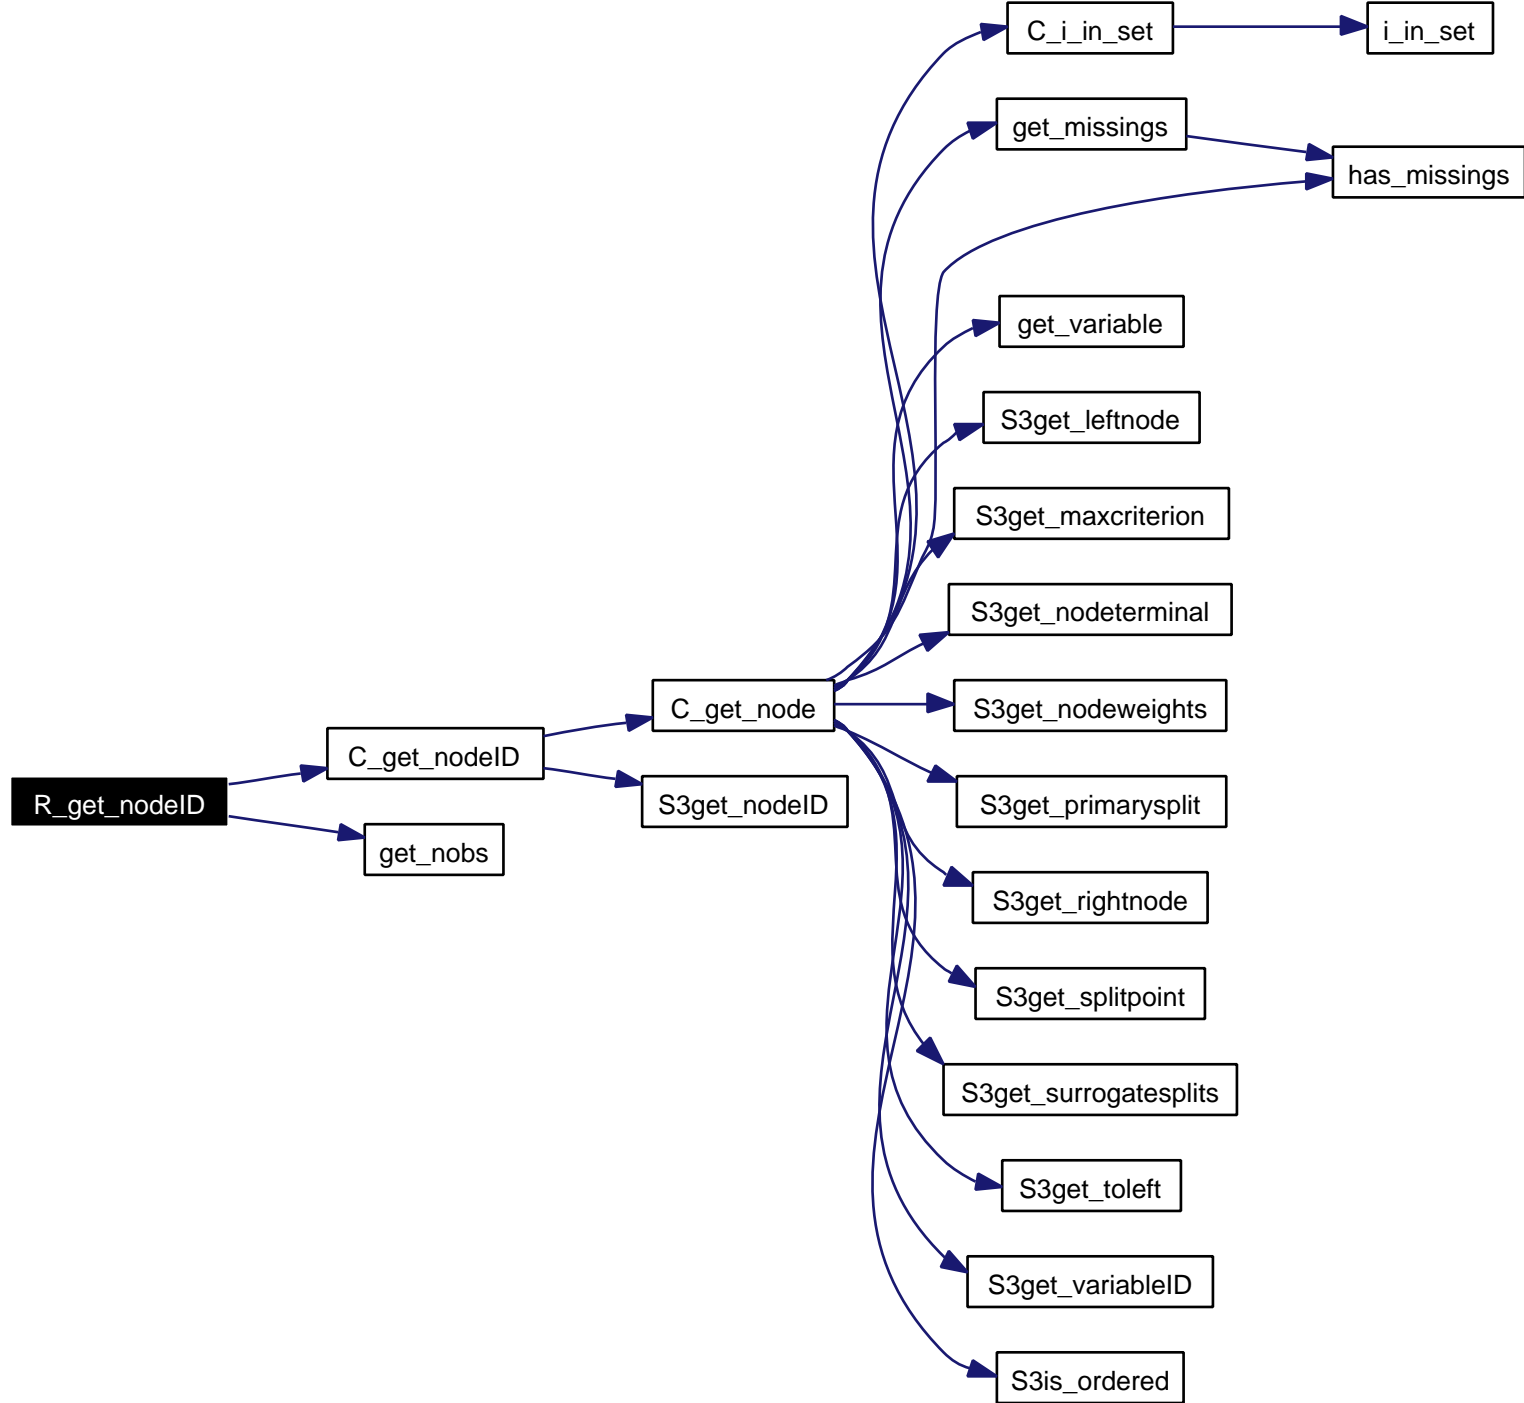 C_i_in_set
i_in_set
get_missings
has_missings
get_variable
S3get_leftnode
S3get_maxcriterion
S3get_nodeterminal
C_get_node
S3get_nodeweights
C_get_nodeID
S3get_primarysplit
R_get_nodeID
S3get_nodeID
get_nobs
S3get_rightnode
S3get_splitpoint
S3get_surrogatesplits
S3get_toleft
S3get_variableID
S3is_ordered